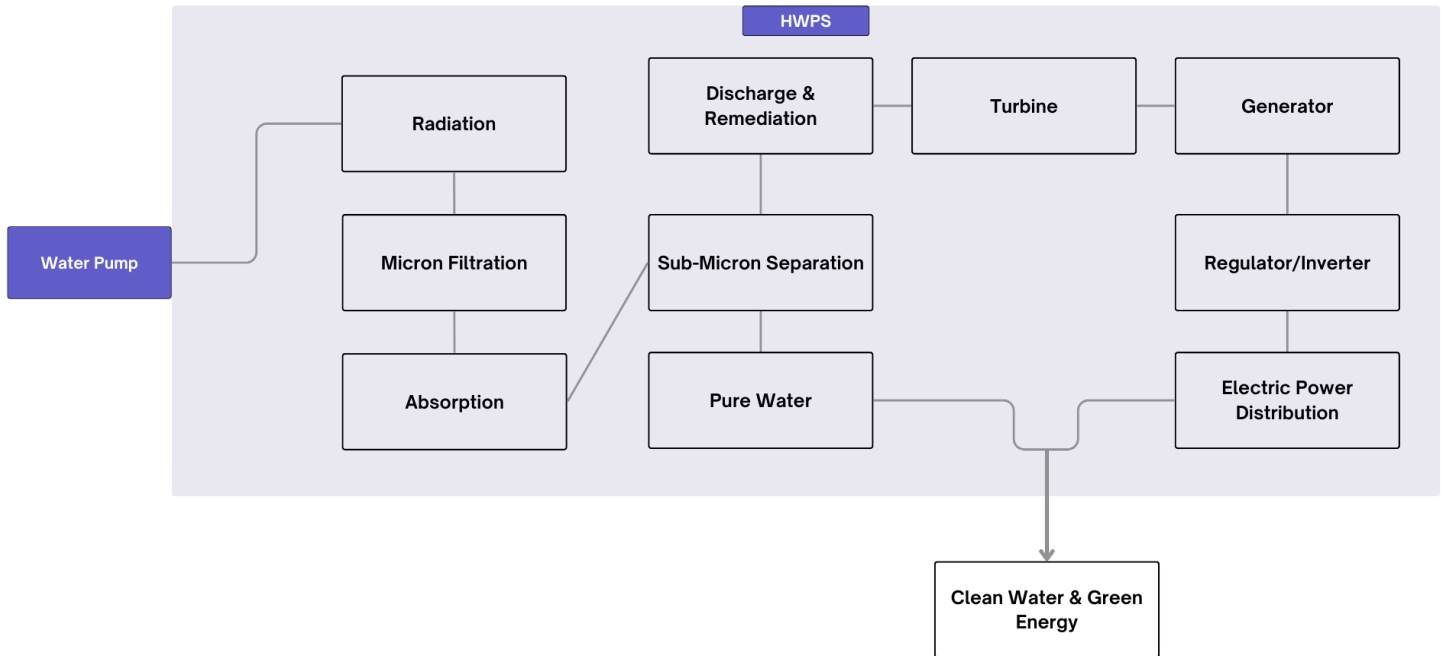 HWPS
Water Pump
Radiation
Micron Filtration
Absorption
Discharge &
Remediation
Sub-Micron Separation
Pure Water
Turbine
Generator
Regulator/Inverter
Electric Power
Distribution
Clean Water & Green
Energy